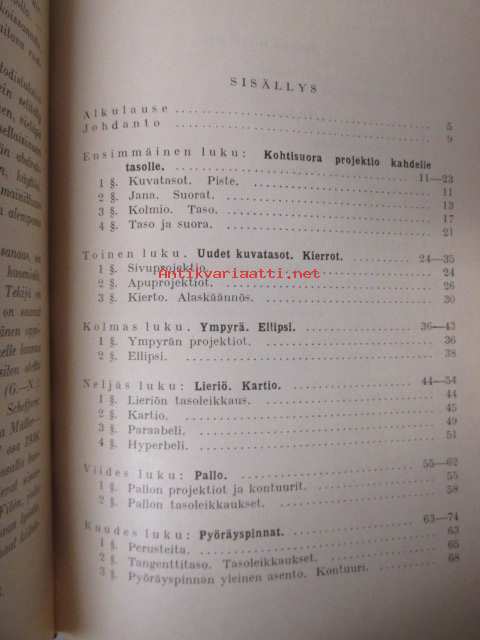 SISÄLLYS
Alkulause 5
Johdanto 9
Ensimmäinen luku: Kohtisuora projektio kahdelle
tasolle. 11—23
1 §. Kuvatasot. Piste. 11
2 §. Jana. Suorat. 13
3 §. Kolmio. Taso. 17
4 §. Taso ja suora. 21
Toinen luku. Uudet kuvatasot. Kierrot. 24—35
1 §. Sivuprojektio. 24
2 §. Apuprojektiot. 26
3 §. Kierto. Alaskäännös. 30
Antikvariaatti.net
Kolmas luku. Ympyrä. Ellipsi. 36—43
1 §. Ympyrän projektiot. 36
2 §. Ellipsi. 38
Neljäs luku: Lieriö. Kartio. 44—54
1 §. Lieriön tasoleikkaus. 44
2 §. Kartio. 45
3 §. Paraabeli. 49
4 §. Hyperbeli. 51
Viides luku: Pallo. 55—62
1 §. Pallon projektiot ja kontuurit. 55
2 §. Pallon tasoleikkaukset. 58
Kuudes luku: Pyöräyspinnat. 63—74
1 §. Perusteita. 63
2 §. Tangenttitaso. Tasoleikkaukset. 65
3 §. Pyöräyspinnan yleinen asento. Kontuuri. 68